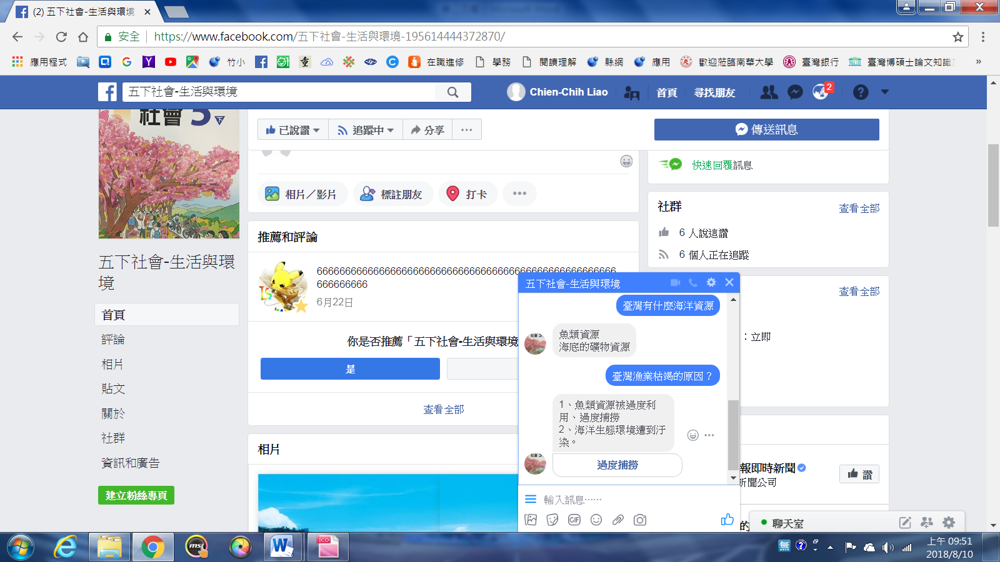 (2) 五下社會-生活與環境
安全 https://www.facebook.com/五下社會-生活與環境-195614444372870/
應用程式 竹小 在職進修 學務 閱讀理解 縣網 應用 歡迎蒞臨南華大學 臺灣銀行 臺灣博碩士論文知識 »
五下社會-生活與環境
Chien-Chih Liao 首頁 尋找朋友 2
社會5下
已說讚 追蹤中 分享 ...
傳送訊息
快速回覆訊息
相片／影片 標註朋友 打卡
社群 查看全部
6 人說這讚
6 個人正在追蹤
推薦和評論
五下社會-生活與環
境
6月22日
首頁
評論
相片
貼文
關於
社群
資訊和廣告
建立粉絲專頁
你是否推薦「五下社會-生活與環境
是
查看全部
相片
查看全部
：立即
五下社會-生活與環境
臺灣有什麼海洋資源
魚類資源
海底的礦物資源
臺灣漁業枯竭的原因？
1、魚類資源被過度利
用、過度捕撈
2、海洋生態環境遭到汙
染。
過度捕撈
輸入訊息······
GIF
報即時新聞
新聞公司
讚
的
聊天室
msi
W
ICO
無
上午 09:51
2018/8/10